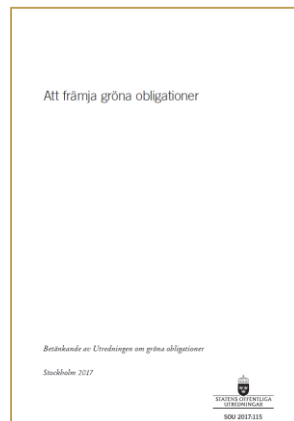 Att främja gröna obligationer
Betänkande av Utredningen om gröna obligationer
Stockholm 2017
STATENS OFFENTLIGA
UTREDNINGAR
SOU 2017:115